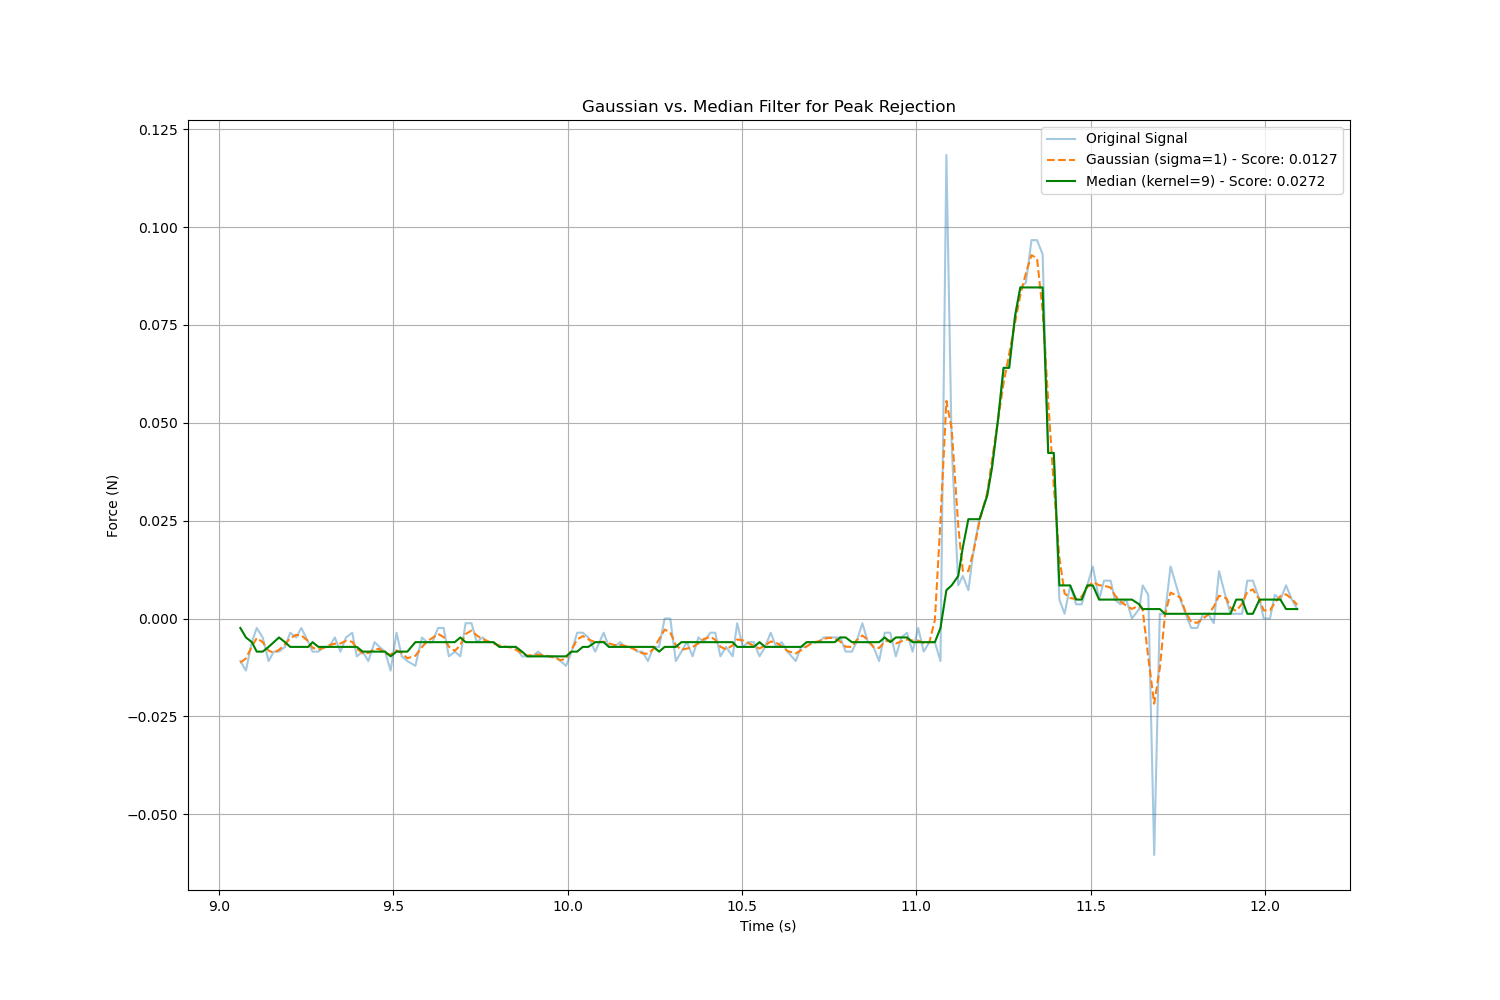 Gaussian vs. Median Filter for Peak Rejection
Original Signal
Gaussian (sigma=1) - Score: 0.0127
Median (kernel=9) - Score: 0.0272
0.125
0.100
0.075
0.050
0.025
0.000
−0.025
−0.050
Force (N)
9.0 9.5 10.0 10.5 11.0 11.5 12.0
Time (s)